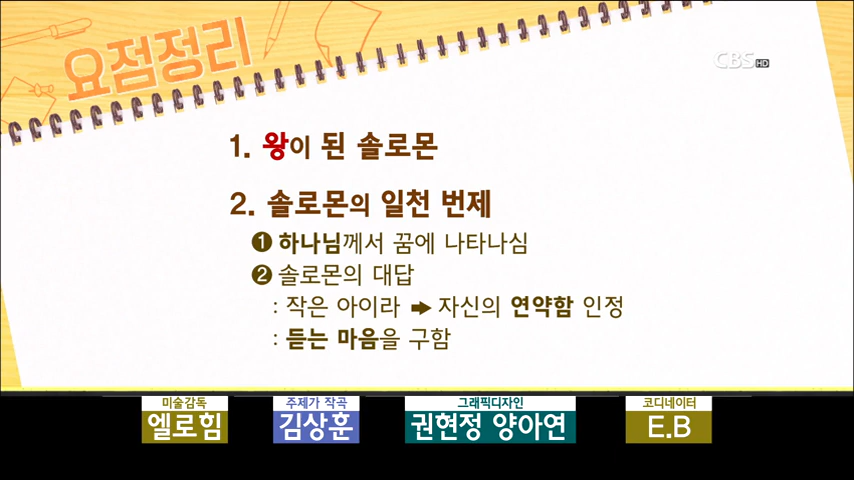 요점정리
CBS HD
1. 왕이 된 솔로몬
2. 솔로몬의 일천 번제
❶ 하나님께서 꿈에 나타나심
❷ 솔로몬의 대답
: 작은 아이라 ➡ 자신의 연약함 인정
: 듣는 마음을 구함
미술감독 주제가 작곡 그래픽디자인 코디네이터
엘로힘 김상훈 권현정 양아연 E.B